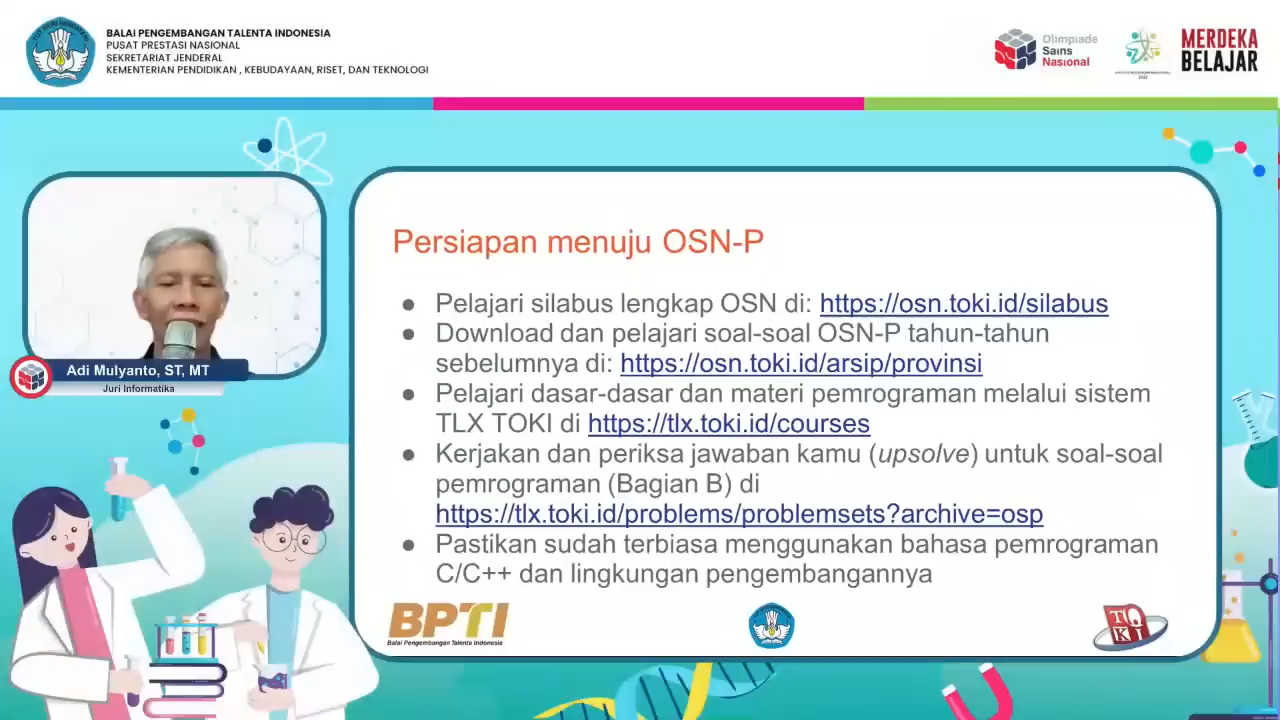 BALAI PENGEMBANGAN TALENTA INDONESIA
PUSAT PRESTASI NASIONAL
SEKRETARIAT JENDERAL
KEMENTERIAN PENDIDIKAN , KEBUDAYAAN, RISET, DAN TEKNOLOGI
Olimpiade
Sains
Nasional
MERDEKA
BELAJAR
Adi Mulyanto, ST, MT
Juri Informatika
Persiapan menuju OSN-P
● Pelajari silabus lengkap OSN di: https://osn.toki.id/silabus
● Download dan pelajari soal-soal OSN-P tahun-tahun
sebelumnya di: https://osn.toki.id/arsip/provinsi
● Pelajari dasar-dasar dan materi pemrograman melalui sistem
TLX TOKI di https://tlx.toki.id/courses
● Kerjakan dan periksa jawaban kamu (upsolve) untuk soal-soal
pemrograman (Bagian B) di
https://tlx.toki.id/problems/problemsets?archive=osp
● Pastikan sudah terbiasa menggunakan bahasa pemrograman
C/C++ dan lingkungan pengembangannya
BPTI
Balai Pengembangan Talenta Indonesia
TOKI